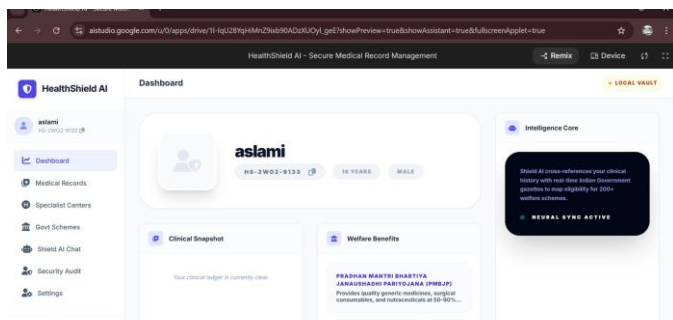 aistudio.google.com/u/0/apps/drive/1l-IqU28YqHiMnZ9ixb90ADzXUOyl_geE?showPreview=true&showAssistant=true&fullscreenApplet=true
HealthShield AI - Secure Medical Record Management
Remix
Device
HealthShield AI
Dashboard
LOCAL VAULT
aslami
HS-2WO2-9133
Dashboard
Medical Records
Specialist Centers
Govt Schemes
Shield AI Chat
Security Audit
Settings
aslami
HS-2WO2-9133
MALE
Clinical Snapshot
Your clinical ledger is currently clear.
Welfare Benefits
PRADHAN MANTRI BHARTIYA
JANAUSHADHI PARIYOJANA (PMBJP)
Provides quality generic medicines, surgical
consumables, and nutraceuticals at 50-90%...
Intelligence Core
Shield AI cross-references your clinical
history with real-time Indian Government
gazettes to map eligibility for 200+
welfare schemes.
NEURAL SYNC ACTIVE